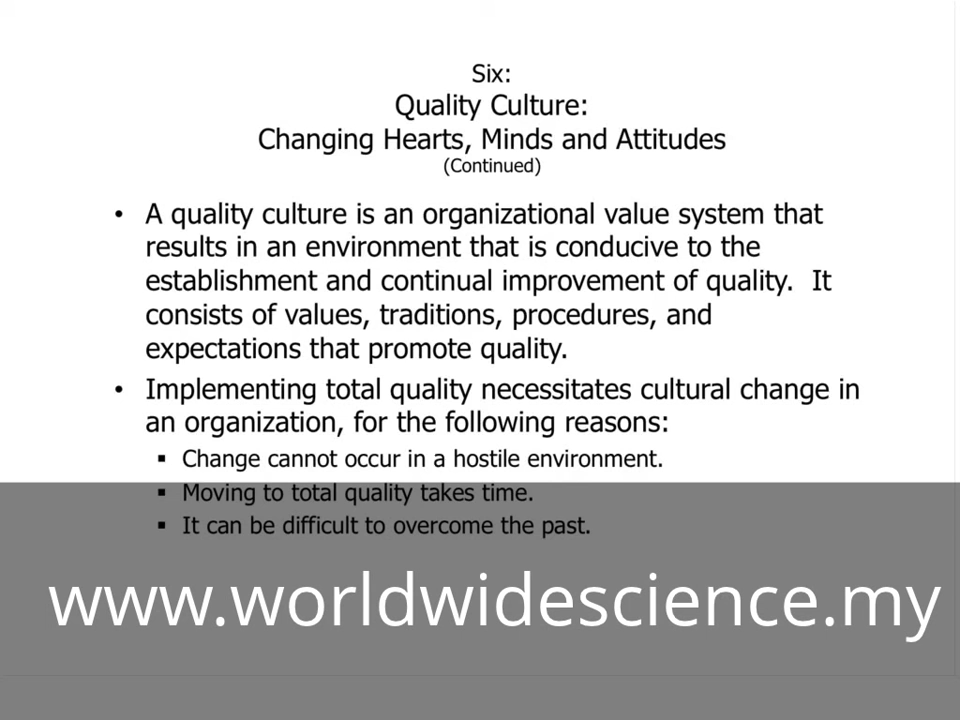 Six:
Quality Culture:
Changing Hearts, Minds and Attitudes
(Continued)
• A quality culture is an organizational value system that
results in an environment that is conducive to the
establishment and continual improvement of quality.  It
consists of values, traditions, procedures, and
expectations that promote quality.
• Implementing total quality necessitates cultural change in
an organization, for the following reasons:
▪ Change cannot occur in a hostile environment.
▪ Moving to total quality takes time.
▪ It can be difficult to overcome the past.
www.worldwidescience.my